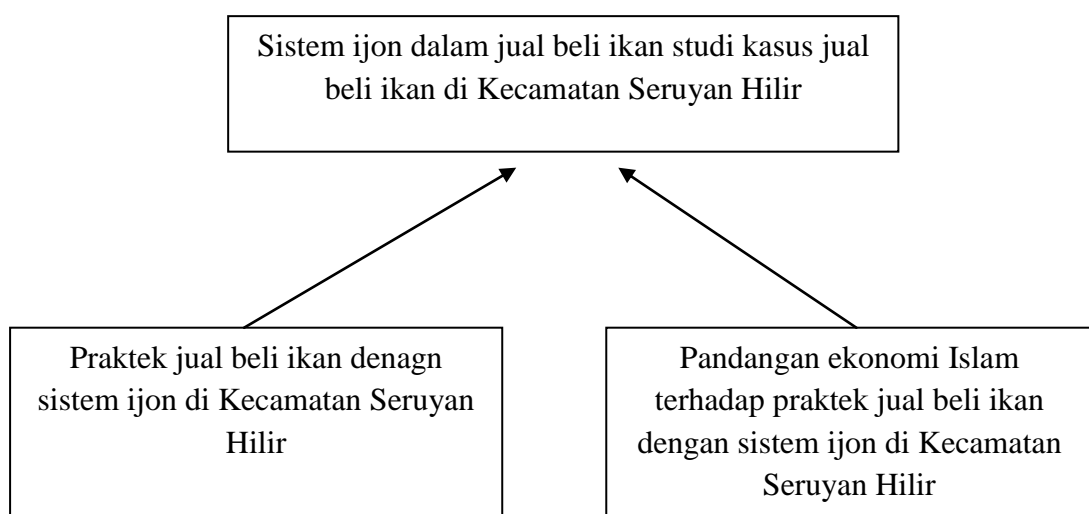 Sistem ijon dalam jual beli ikan studi kasus jual
beli ikan di Kecamatan Seruyan Hilir
Praktek jual beli ikan denagn
sistem ijon di Kecamatan Seruyan
Hilir
Pandangan ekonomi Islam
terhadap praktek jual beli ikan
dengan sistem ijon di Kecamatan
Seruyan Hilir